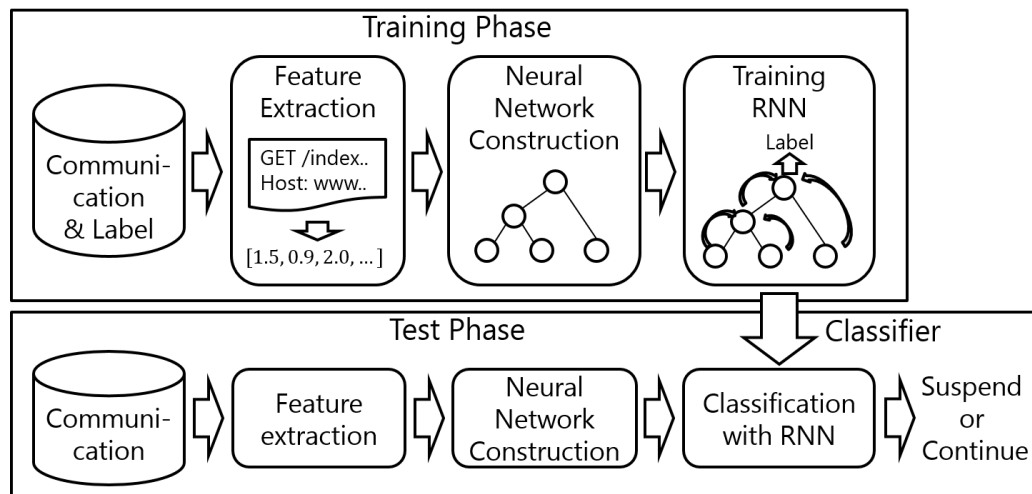 Training Phase
Communi-
cation
& Label
Feature
Extraction
GET /index..
Host: www..
[1.5, 0.9, 2.0, ...]
Neural
Network
Construction
Training
RNN
Label
Test Phase
Classifier
Communi-
cation
Feature
extraction
Neural
Network
Construction
Classification
with RNN
Suspend
or
Continue